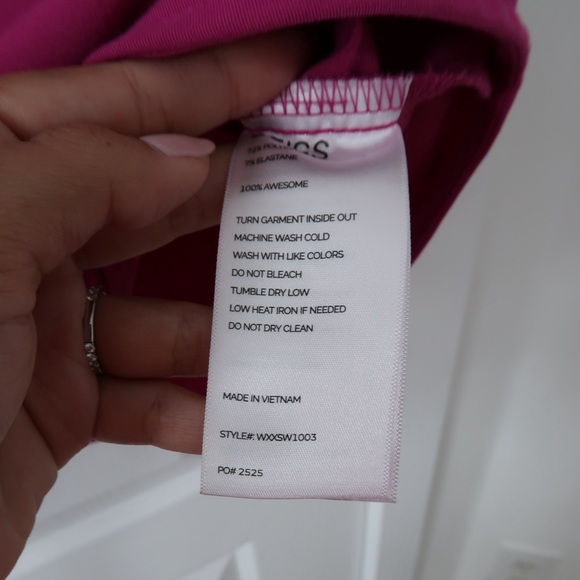 ELASTANE
100% AWESOME
TURN GARMENT INSIDE OUT
MACHINE WASH COLD
WASH WITH LIKE COLORS
DO NOT BLEACH
TUMBLE DRY LOW
LOW HEAT IRON IF NEEDED
DO NOT DRY CLEAN
MADE IN VIETNAM
STYLE#: WXXSW1003
PO# 2525